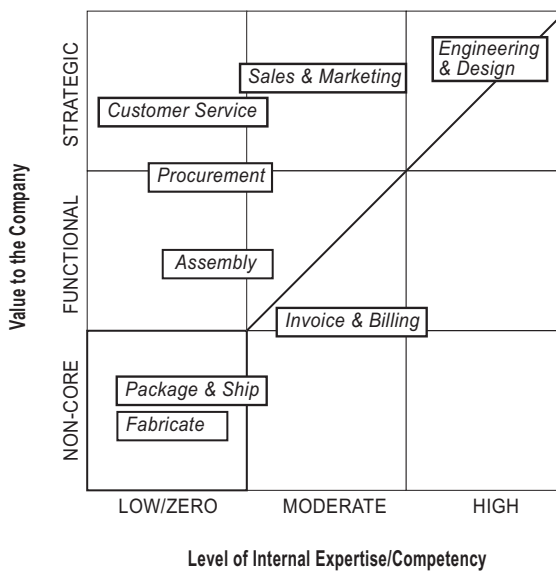 Engineering
& Design
Sales & Marketing
Customer Service
Procurement
Assembly
Invoice & Billing
Package & Ship
Fabricate
STRATEGIC
FUNCTIONAL
NON-CORE
Value to the Company
LOW/ZERO
MODERATE
HIGH
Level of Internal Expertise/Competency